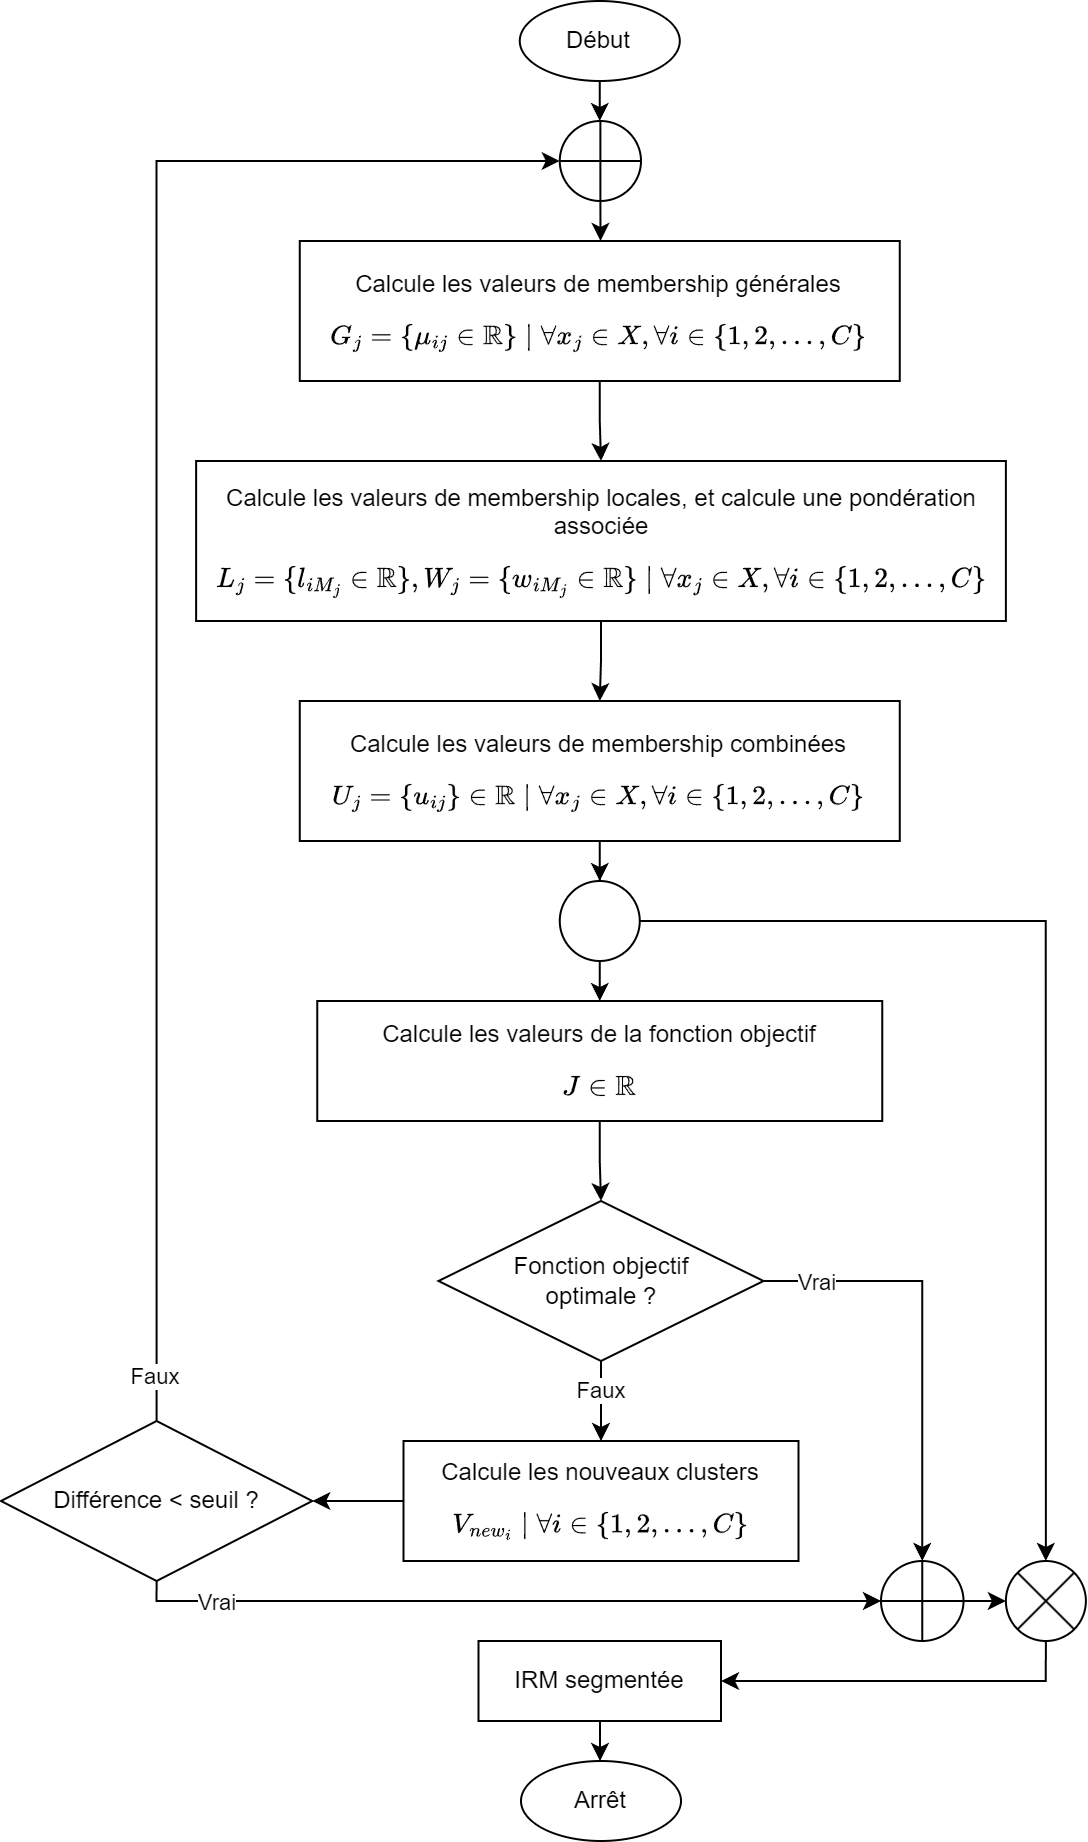 Début
Calcule les valeurs de membership générales
$G_j = \{\mu_{ij} \in \mathbb{R}\} \mid \forall x_j \in X, \forall i \in \{1, 2, \ldots, C\}$
Calcule les valeurs de membership locales, et calcule une pondération
associée
$L_j = \{l_{iM_j} \in \mathbb{R}\}, W_j = \{w_{iM_j} \in \mathbb{R}\} \mid \forall x_j \in X, \forall i \in \{1, 2, \ldots, C\}$
Calcule les valeurs de membership combinées
$U_j = \{u_{ij}\} \in \mathbb{R} \mid \forall x_j \in X, \forall i \in \{1, 2, \ldots, C\}$
Calcule les valeurs de la fonction objectif
$J \in \mathbb{R}$
Fonction objectif
optimale ?
Vrai
Faux
Faux
Calcule les nouveaux clusters
$V_{new_i} \mid \forall i \in \{1, 2, \ldots, C\}$
Différence < seuil ?
Vrai
IRM segmentée
Arrêt